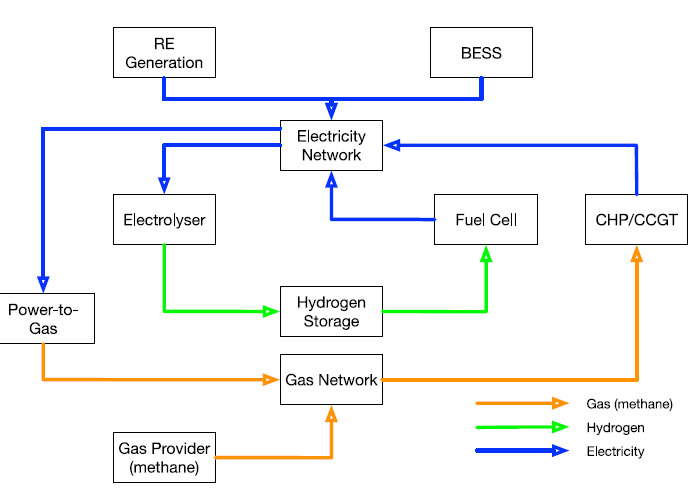 RE
Generation
BESS
Electricity
Network
Electrolyser
Fuel Cell
CHP/CCGT
Power-to-
Gas
Hydrogen
Storage
Gas Network
Gas Provider
(methane)
Gas (methane)
Hydrogen
Electricity